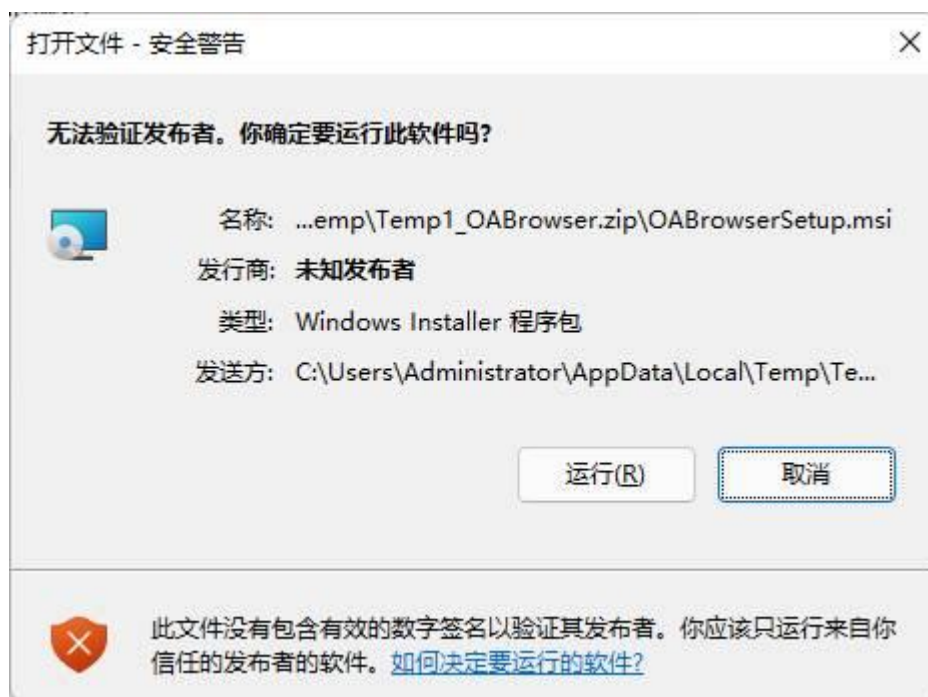 打开文件 - 安全警告
无法验证发布者。你确定要运行此软件吗?
名称: ...emp\Temp1_OABrowser.zip\OABrowserSetup.msi
发行商: 未知发布者
类型: Windows Installer 程序包
发送方: C:\Users\Administrator\AppData\Local\Temp\Te...
运行(R) 取消
此文件没有包含有效的数字签名以验证其发布者。你应该只运行来自你
信任的发布者的软件。如何决定要运行的软件?